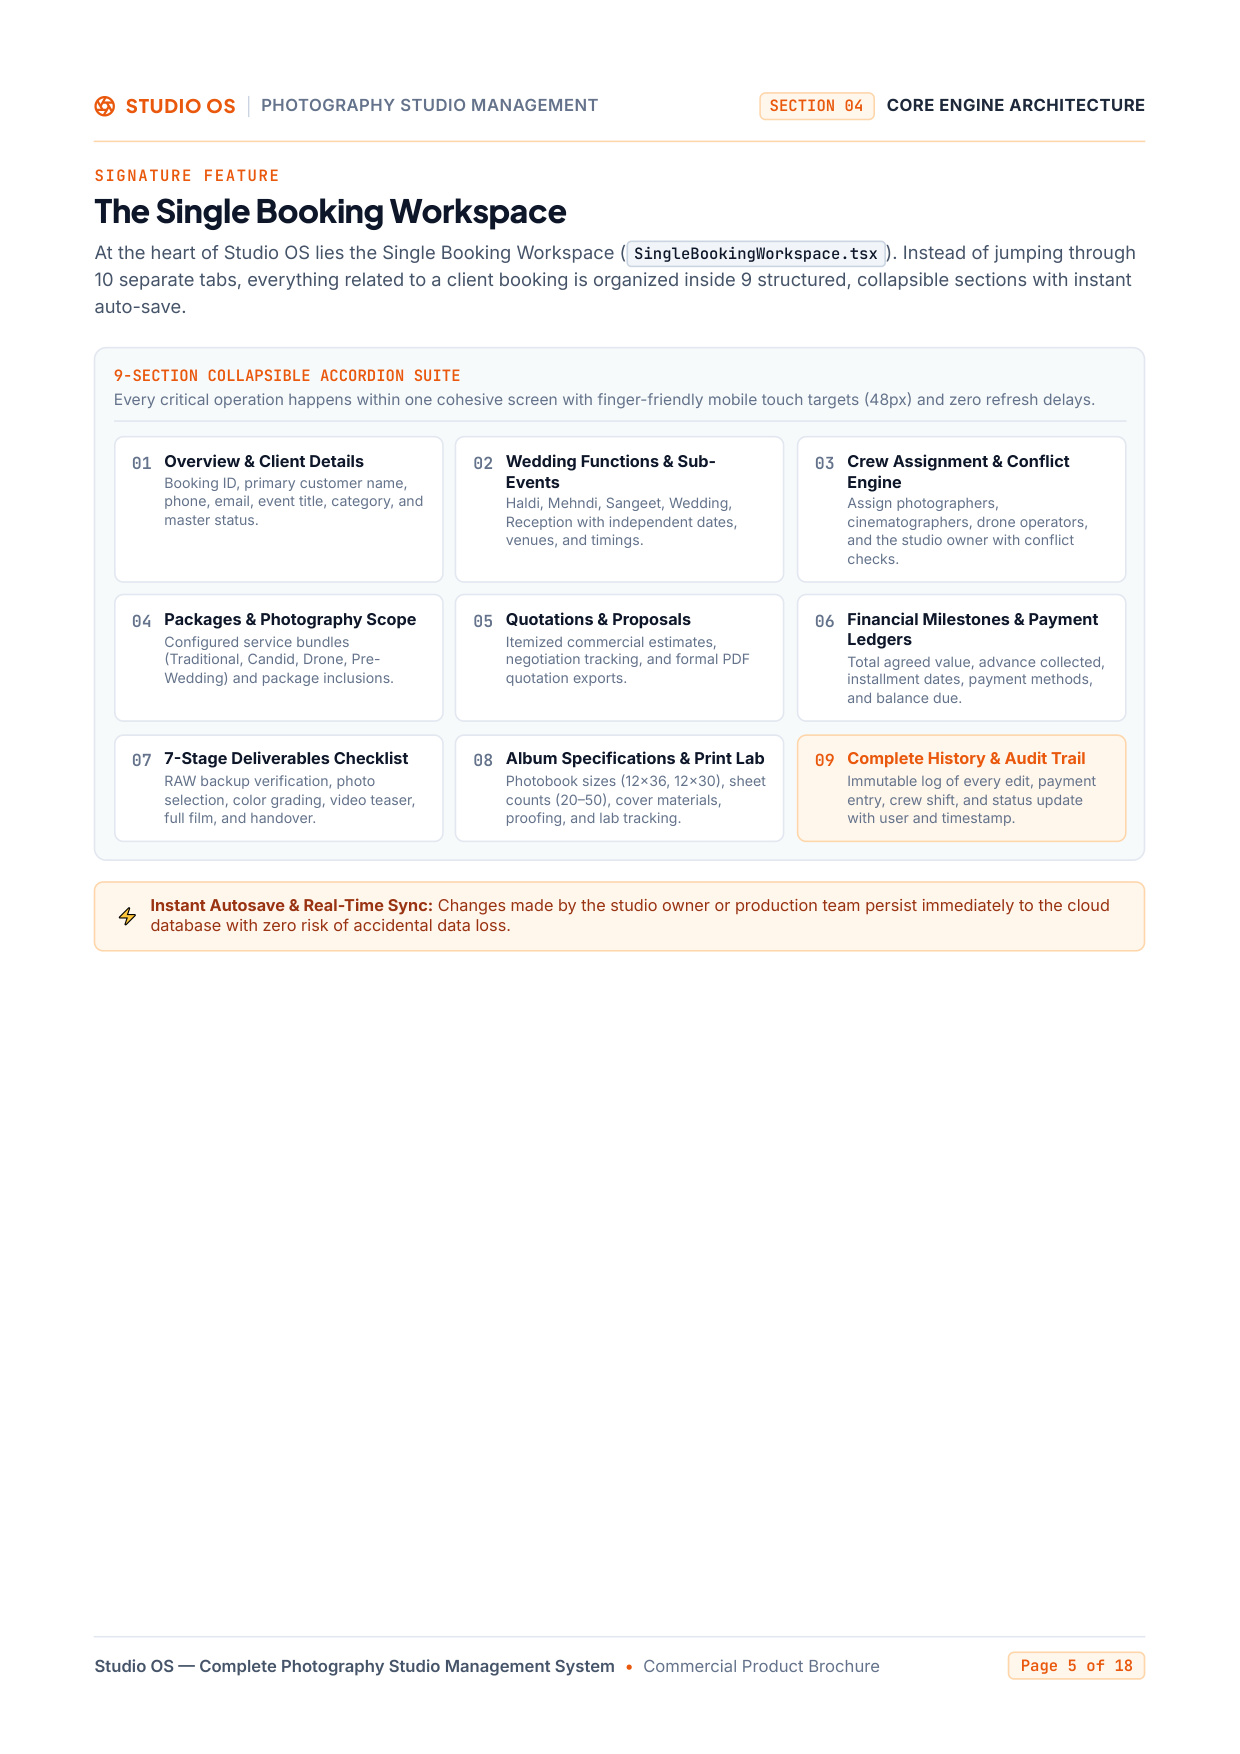 STUDIO OS | PHOTOGRAPHY STUDIO MANAGEMENT
SECTION 04 CORE ENGINE ARCHITECTURE
SIGNATURE FEATURE
The Single Booking Workspace
At the heart of Studio OS lies the Single Booking Workspace (SingleBookingWorkspace.tsx). Instead of jumping through
10 separate tabs, everything related to a client booking is organized inside 9 structured, collapsible sections with instant
auto-save.
9-SECTION COLLAPSIBLE ACCORDION SUITE
Every critical operation happens within one cohesive screen with finger-friendly mobile touch targets (48px) and zero refresh delays.
01 Overview & Client Details
Booking ID, primary customer name,
phone, email, event title, category, and
master status.
02 Wedding Functions & Sub-
Events
Haldi, Mehndi, Sangeet, Wedding,
Reception with independent dates,
venues, and timings.
03 Crew Assignment & Conflict
Engine
Assign photographers,
cinematographers, drone operators,
and the studio owner with conflict
checks.
04 Packages & Photography Scope
Configured service bundles
(Traditional, Candid, Drone, Pre-
Wedding) and package inclusions.
05 Quotations & Proposals
Itemized commercial estimates,
negotiation tracking, and formal PDF
quotation exports.
06 Financial Milestones & Payment
Ledgers
Total agreed value, advance collected,
installment dates, payment methods,
and balance due.
07 7-Stage Deliverables Checklist
RAW backup verification, photo
selection, color grading, video teaser,
full film, and handover.
08 Album Specifications & Print Lab
Photobook sizes (12×36, 12×30), sheet
counts (20–50), cover materials,
proofing, and lab tracking.
09 Complete History & Audit Trail
Immutable log of every edit, payment
entry, crew shift, and status update
with user and timestamp.
Instant Autosave & Real-Time Sync: Changes made by the studio owner or production team persist immediately to the cloud
database with zero risk of accidental data loss.
Studio OS — Complete Photography Studio Management System • Commercial Product Brochure
Page 5 of 18